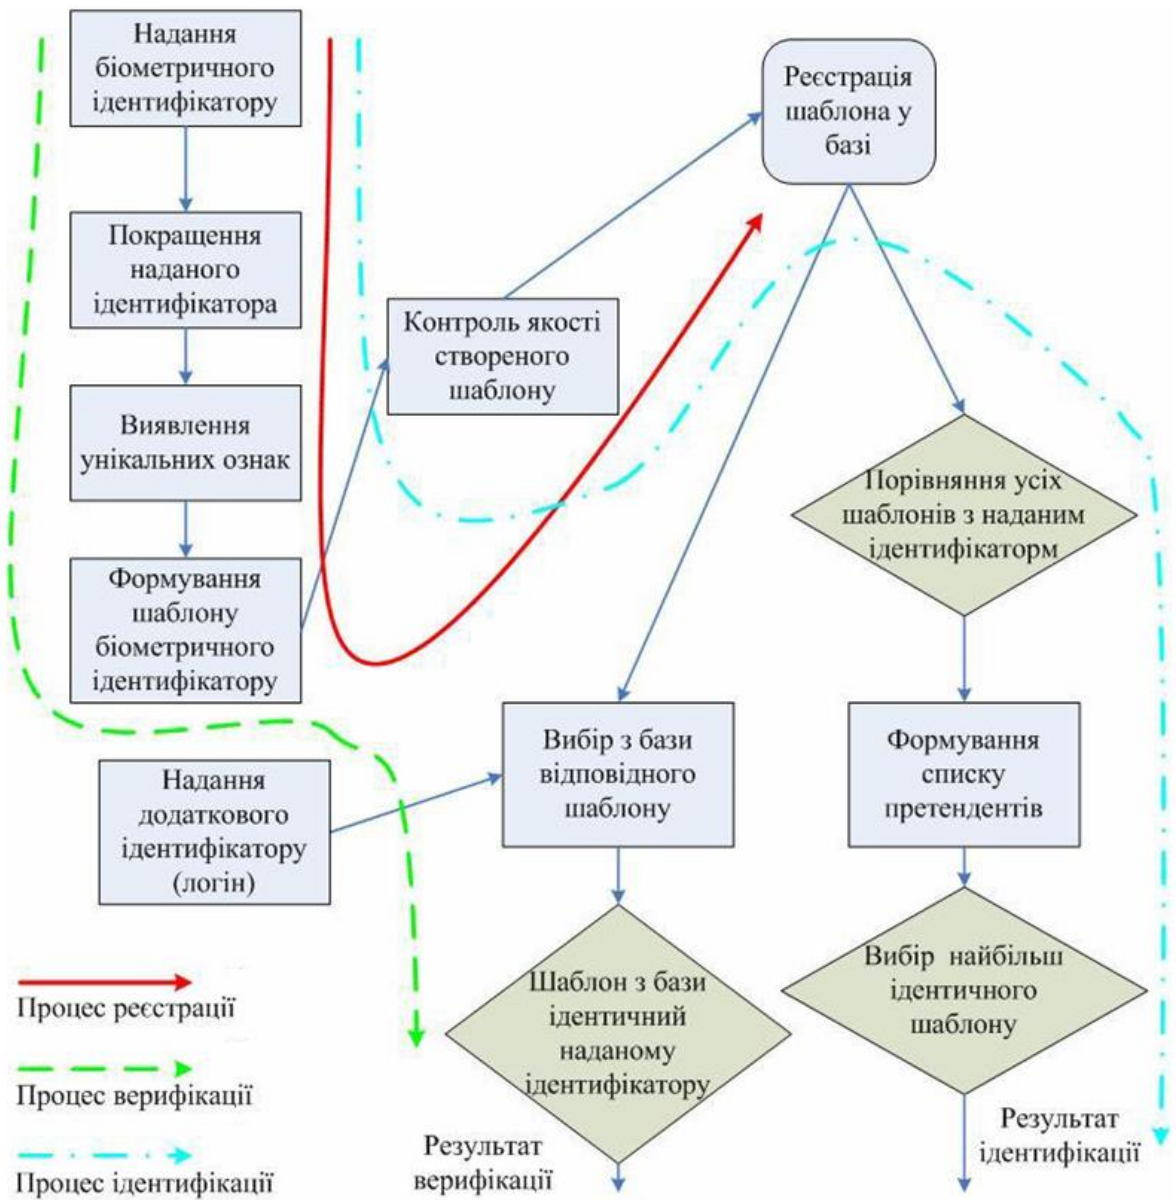 Надання
біометричного
ідентифікатору
Покращення
наданого
ідентифікатора
Виявлення
унікальних ознак
Формування
шаблону
біометричного
ідентифікатору
Контроль якості
створеного
шаблону
Реєстрація
шаблона у
базі
Порівняння усіх
шаблонів з наданим
ідентифікаторм
Надання
додаткового
ідентифікатору
(логін)
Вибір з бази
відповідного
шаблону
Формування
списку
претендентів
Шаблон з бази
ідентичний
наданому
ідентифікатору
Вибір найбільш
ідентичного
шаблону
Процес реєстрації
Процес верифікації
Процес ідентифікації
Результат
верифікації
Результат
ідентифікації